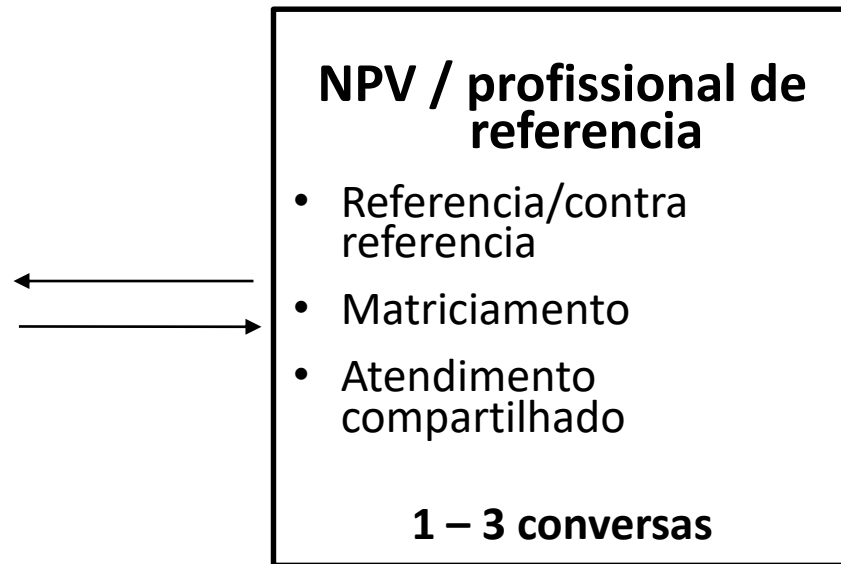 NPV / profissional de
referencia
• Referencia/contra
referencia
• Matriciamento
• Atendimento
compartilhado
1 – 3 conversas